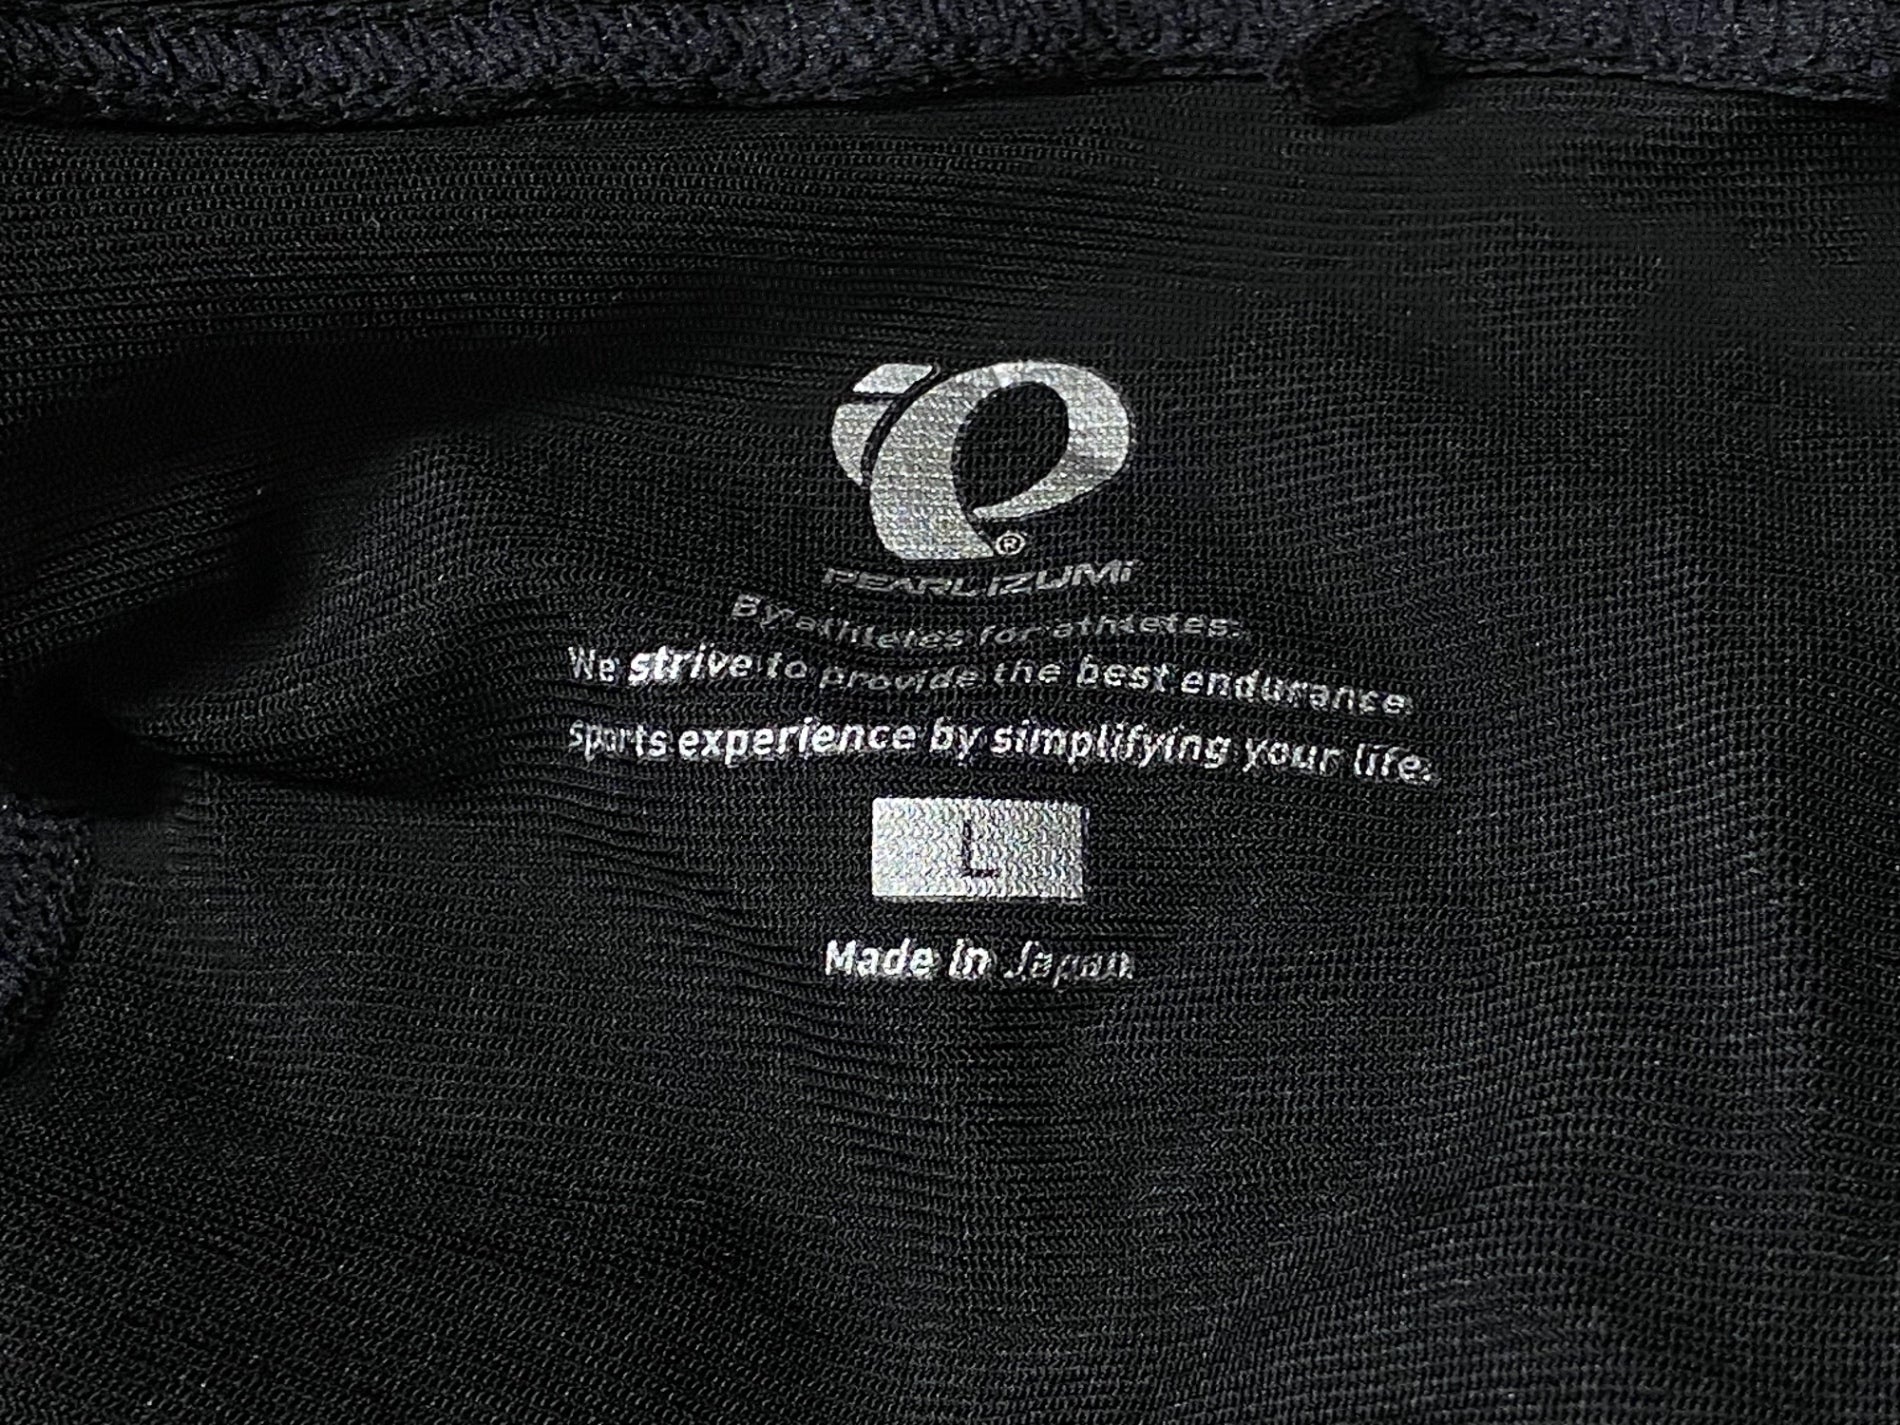 ®
PEARL IZUMi
By athletes for athletes.
We strive to provide the best endurance
sports experience by simplifying your life.
L
Made in Japan